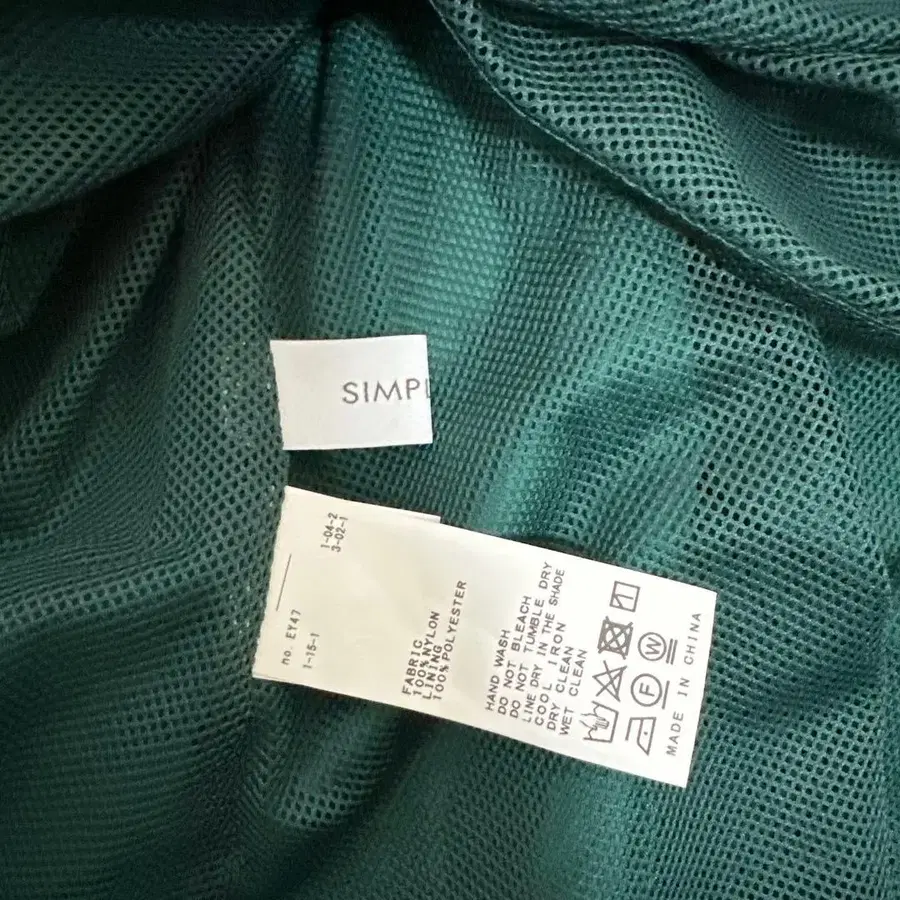 SIMPL
1-04-2
3-02-1
no. EY47
1-15-1
FABRIC
100%NYLON
LINING
100%POLYESTER
HAND WASH
DO NOT BLEACH
DO NOT TUMBLE DRY
LINE DRY IN THE SHADE
COOL IRON
DRY CLEAN
WET CLEAN
F
W
MADE IN CHINA